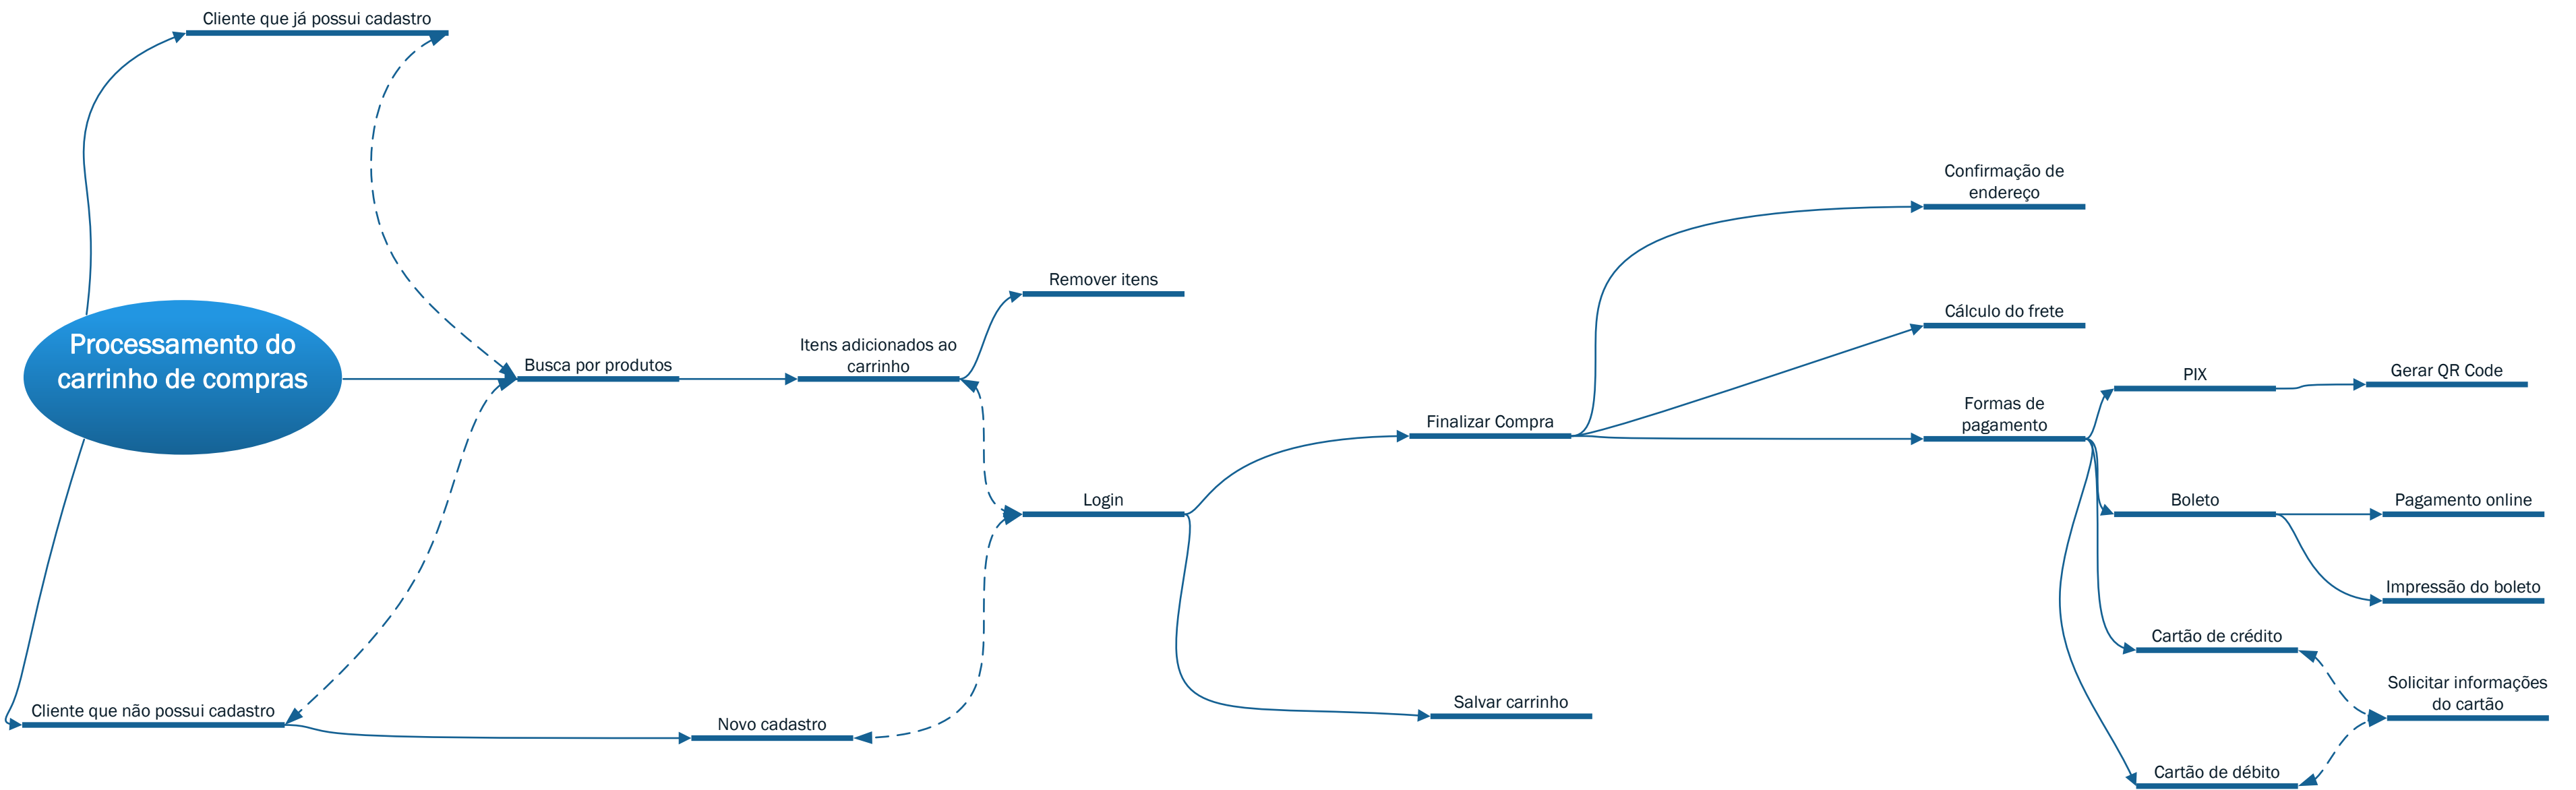 Cliente que já possui cadastro
Processamento do
carrinho de compras
Cliente que não possui cadastro
Busca por produtos
Novo cadastro
Itens adicionados ao
carrinho
Remover itens
Login
Finalizar Compra
Salvar carrinho
Confirmação de
endereço
Cálculo do frete
Formas de
pagamento
PIX
Gerar QR Code
Boleto
Pagamento online
Impressão do boleto
Cartão de crédito
Solicitar informações
do cartão
Cartão de débito